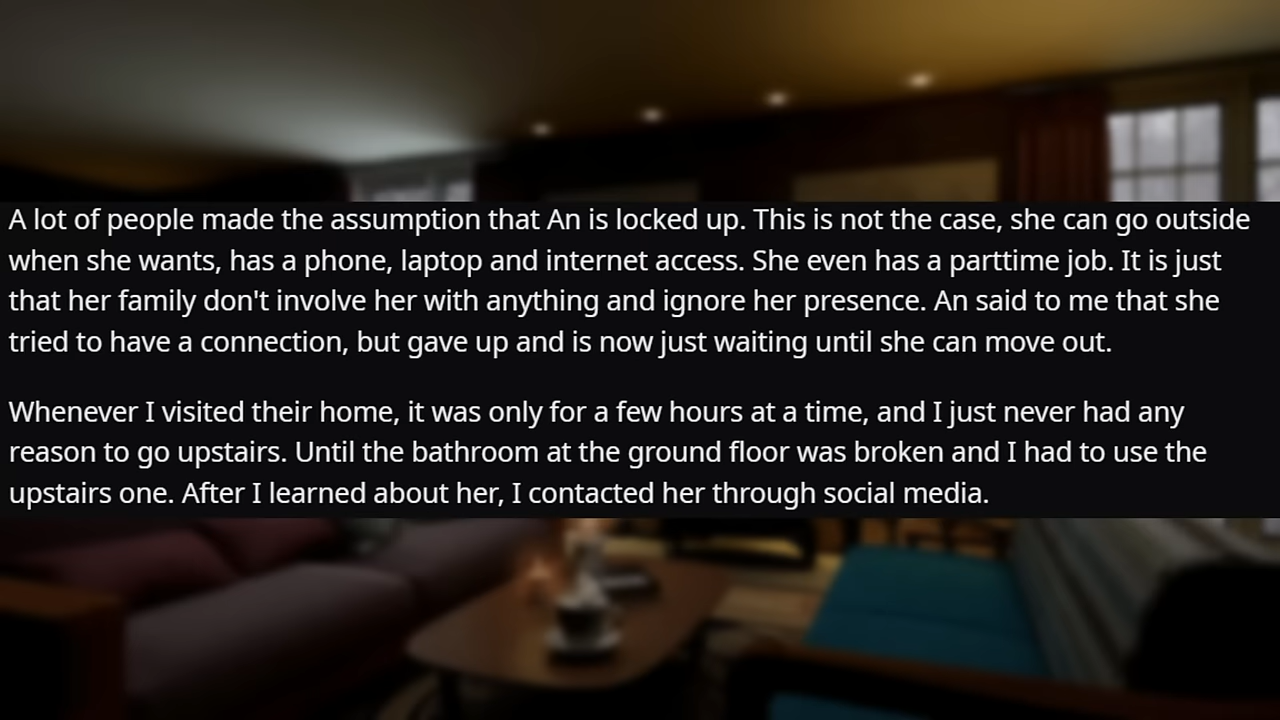 A lot of people made the assumption that An is locked up. This is not the case, she can go outside
when she wants, has a phone, laptop and internet access. She even has a parttime job. It is just
that her family don't involve her with anything and ignore her presence. An said to me that she
tried to have a connection, but gave up and is now just waiting until she can move out.
Whenever I visited their home, it was only for a few hours at a time, and I just never had any
reason to go upstairs. Until the bathroom at the ground floor was broken and I had to use the
upstairs one. After I learned about her, I contacted her through social media.